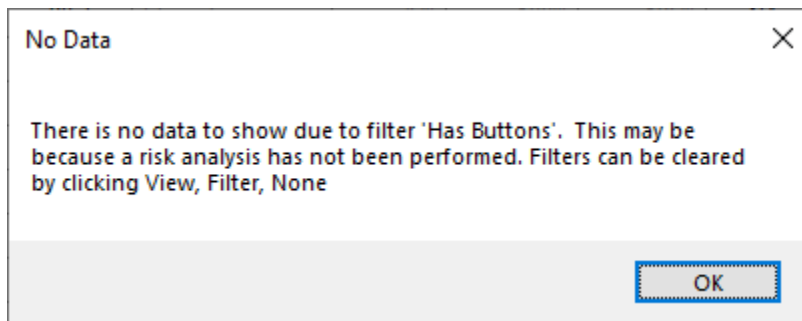 No Data
There is no data to show due to filter 'Has Buttons'.  This may be
because a risk analysis has not been performed. Filters can be cleared
by clicking View, Filter, None
OK